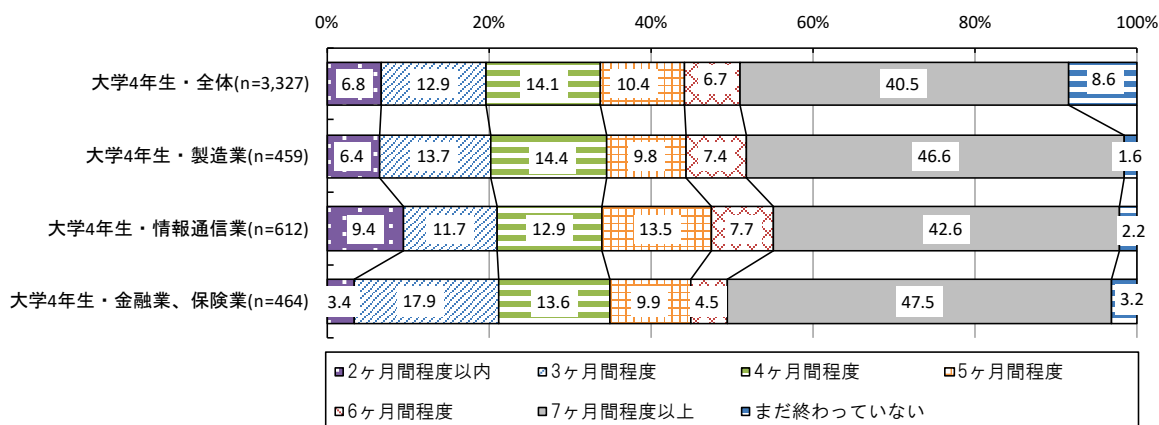 0% 20% 40% 60% 80% 100%
大学4年生・全体(n=3,327) 6.8 12.9 14.1 10.4 6.7 40.5 8.6
大学4年生・製造業(n=459) 6.4 13.7 14.4 9.8 7.4 46.6 1.6
大学4年生・情報通信業(n=612) 9.4 11.7 12.9 13.5 7.7 42.6 2.2
大学4年生・金融業、保険業(n=464) 3.4 17.9 13.6 9.9 4.5 47.5 3.2
2ヶ月間程度以内 3ヶ月間程度 4ヶ月間程度 5ヶ月間程度
6ヶ月間程度 7ヶ月間程度以上 まだ終わっていない